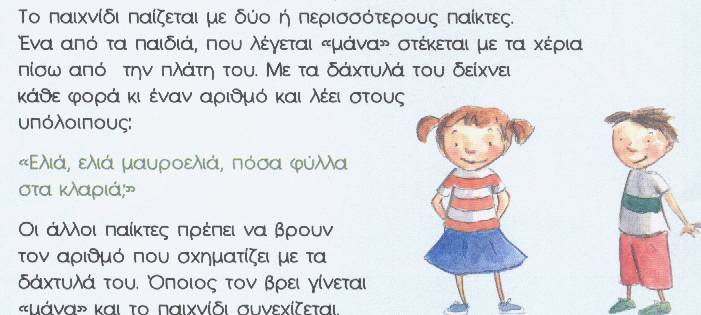 Το παιχνίδι παίζεται με δύο ή περισσότερους παίκτες.
Ένα από τα παιδιά, που λέγεται «μάνα» στέκεται με τα χέρια
πίσω από την πλάτη του. Με τα δάχτυλά του δείχνει
κάθε φορά κι έναν αριθμό και λέει στους
υπόλοιπους:
«Ελιά, ελιά μαυροελιά, πόσα φύλλα
στα κλαριά;»
Οι άλλοι παίκτες πρέπει να βρουν
τον αριθμό που σχηματίζει με τα
δάχτυλά του. Όποιος τον βρει γίνεται
«μάνα» και το παιχνίδι συνεχίζεται.